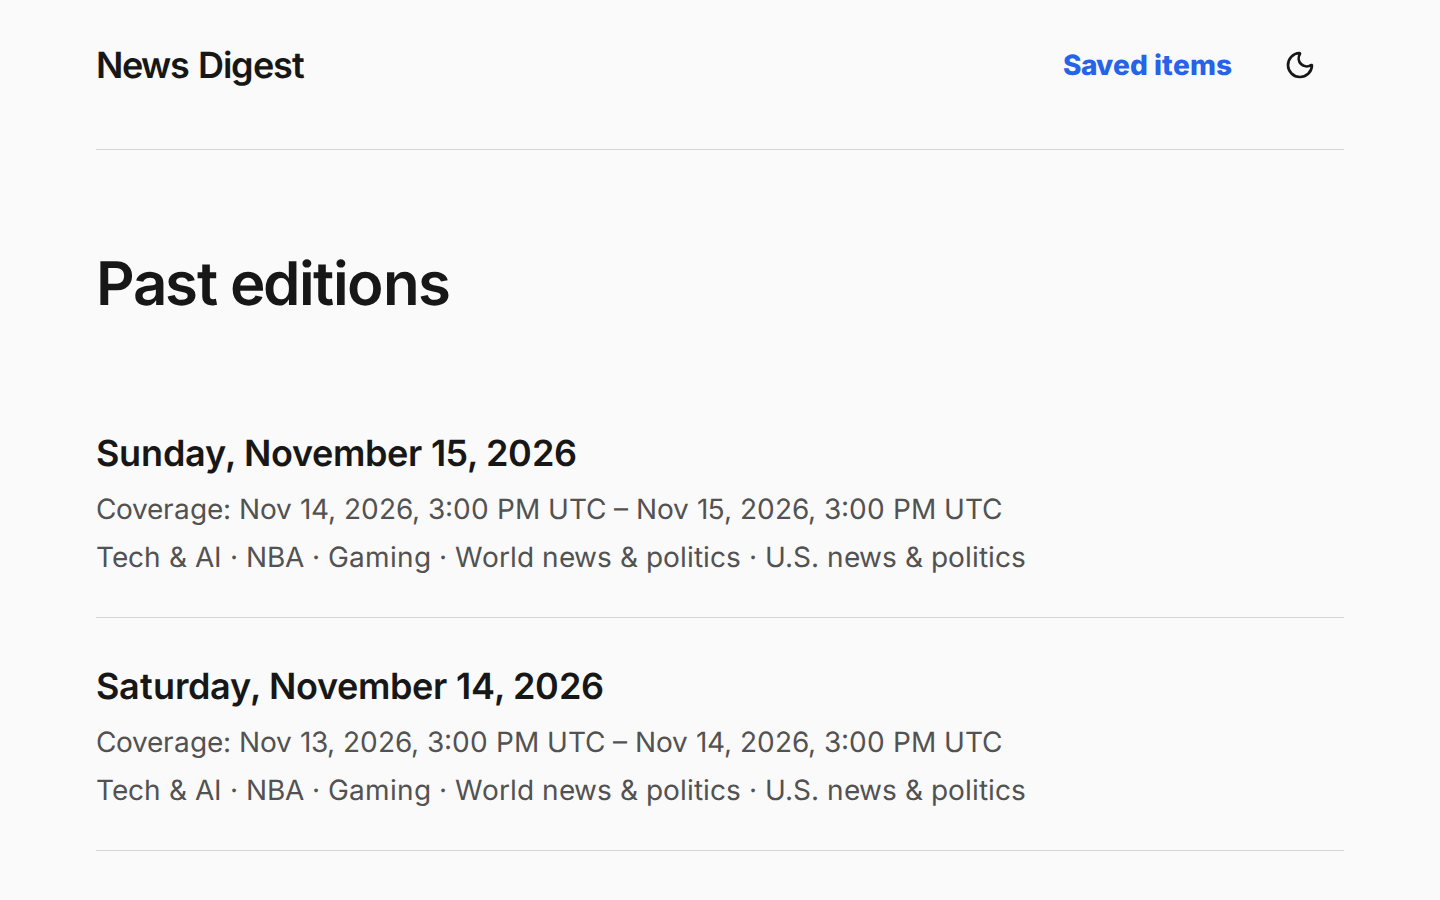 News Digest
Saved items
Past editions
Sunday, November 15, 2026
Coverage: Nov 14, 2026, 3:00 PM UTC – Nov 15, 2026, 3:00 PM UTC
Tech & AI · NBA · Gaming · World news & politics · U.S. news & politics
Saturday, November 14, 2026
Coverage: Nov 13, 2026, 3:00 PM UTC – Nov 14, 2026, 3:00 PM UTC
Tech & AI · NBA · Gaming · World news & politics · U.S. news & politics